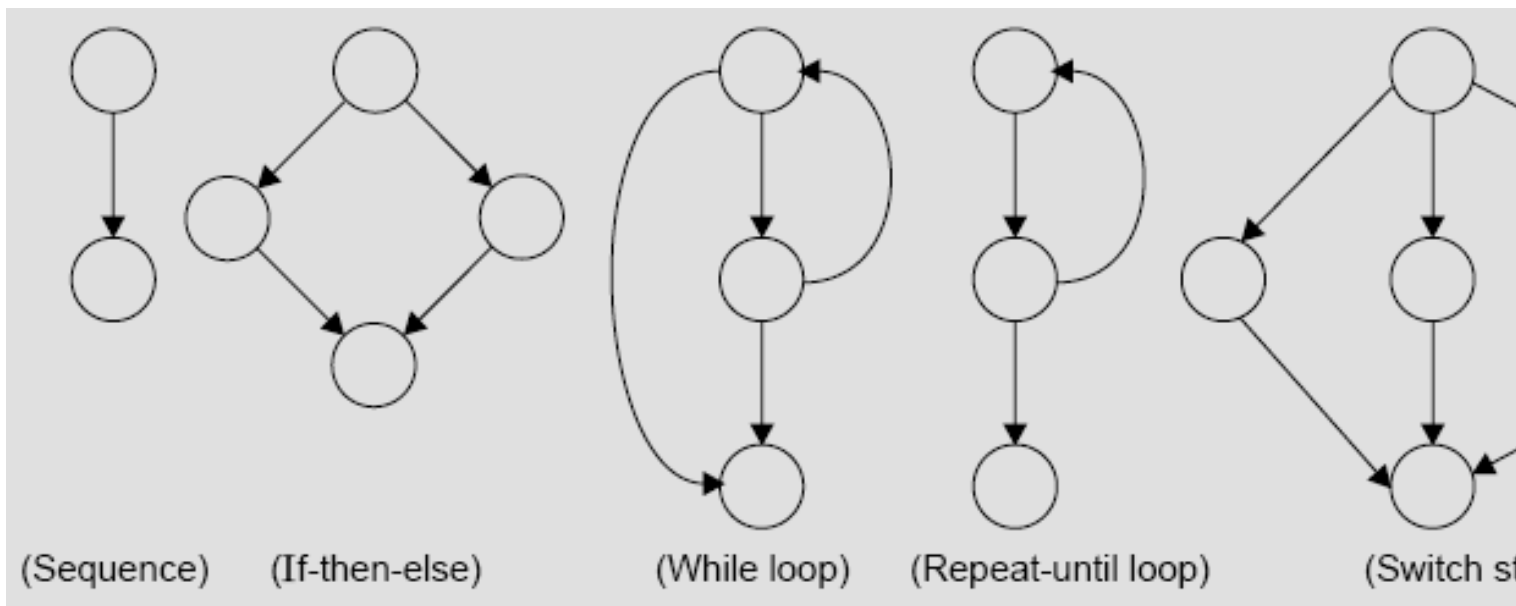 (Sequence)
(If-then-else)
(While loop)
(Repeat-until loop)
(Switch st